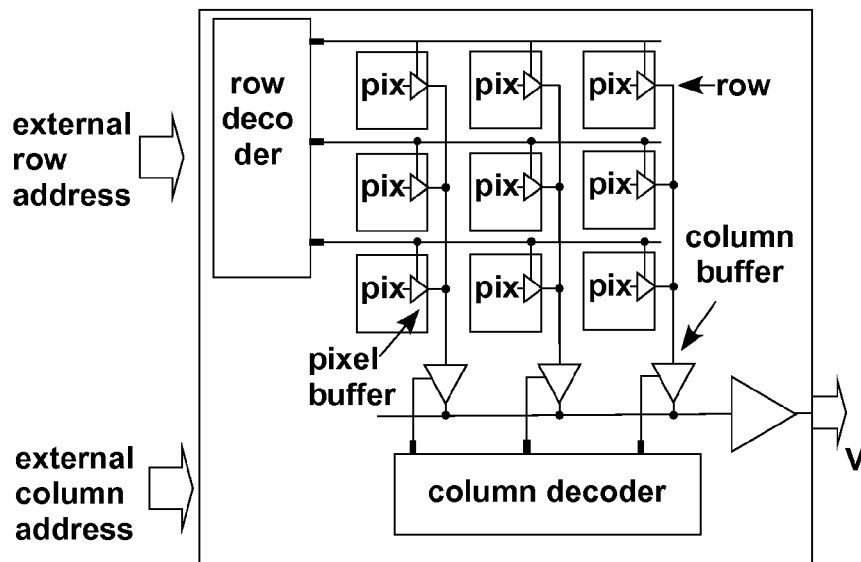 row
deco
der
pix
pix
pix
row
external
row
address
pix
pix
pix
column
buffer
pix
pix
pix
pixel
buffer
external
column
address
column decoder
V